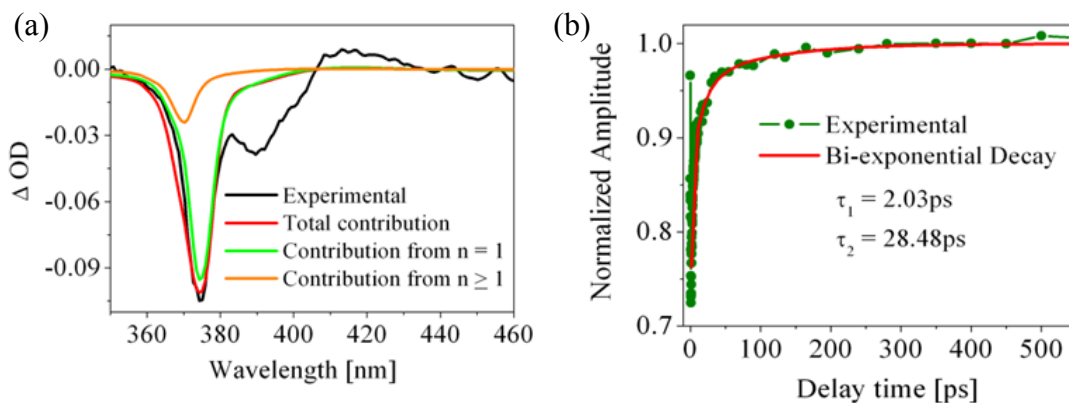 (a)
0.00
-0.03
-0.06
-0.09
Δ OD
Experimental
Total contribution
Contribution from n = 1
Contribution from n ≥ 1
360
380
400
420
440
460
Wavelength [nm]
(b)
1.0
0.9
0.8
0.7
Normalized Amplitude
Experimental
Bi-exponential Decay
τ₁ = 2.03ps
τ₂ = 28.48ps
0
100
200
300
400
500
Delay time [ps]